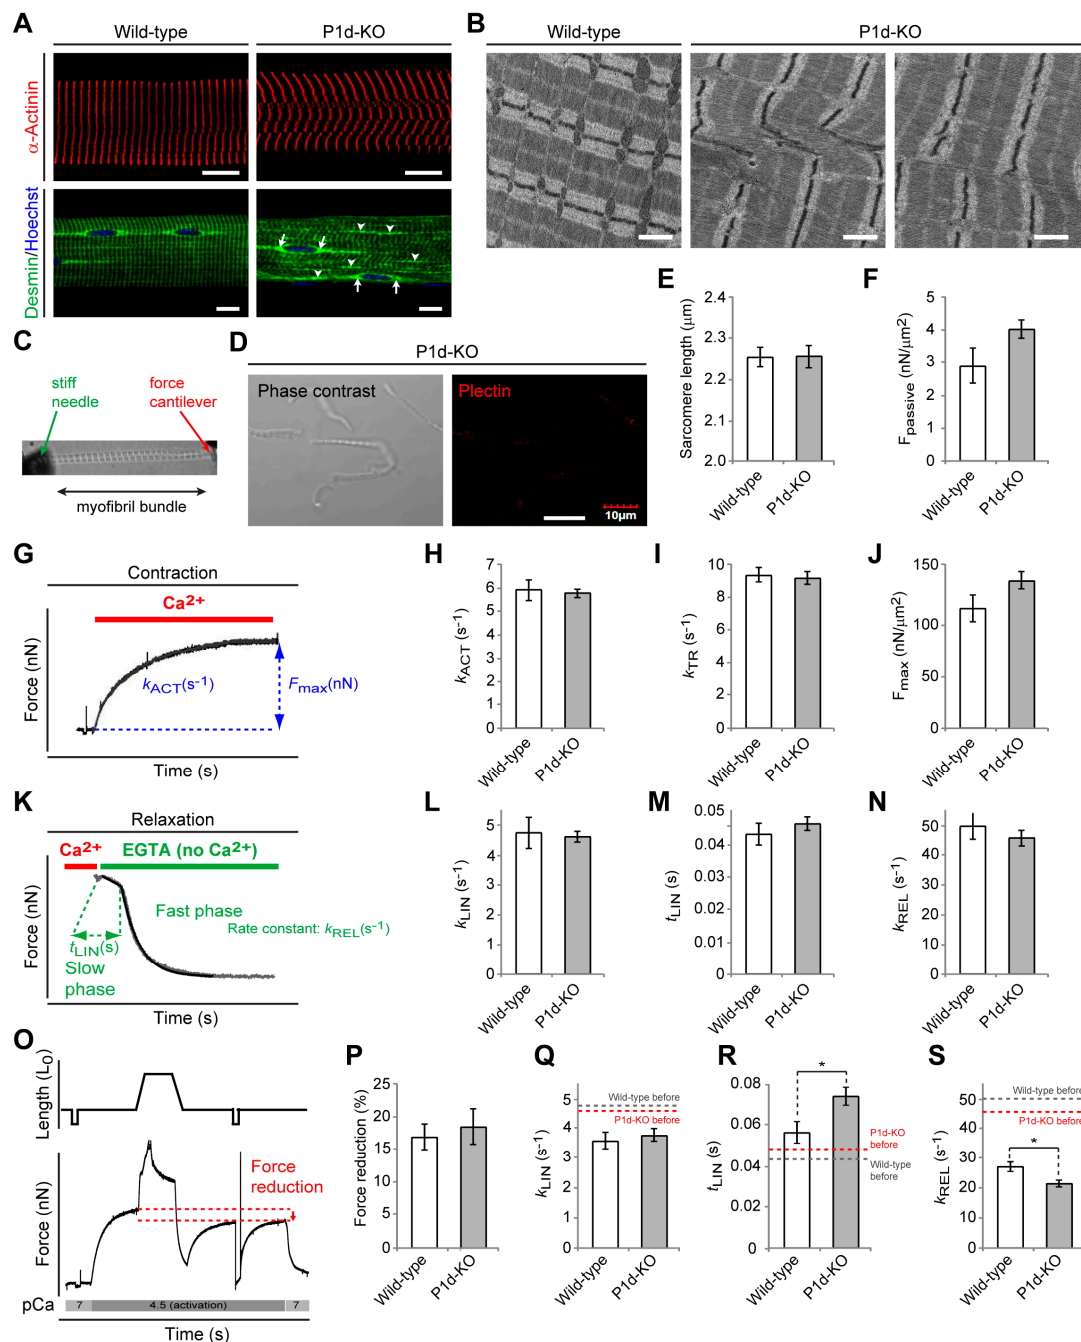 A
Wild-type
P1d-KO
α-Actinin
Desmin/Hoechst
B
Wild-type
P1d-KO
C
stiff
needle
force
cantilever
myofibril bundle
D
P1d-KO
Phase contrast
Plectin
10μm
E
Sarcomere length (μm)
2.3
2.2
2.1
2.0
Wild-type
P1d-KO
F
Fpassive (nN/μm2)
5
4
3
2
1
0
Wild-type
P1d-KO
G
Contraction
Ca2+
Force (nN)
kACT(s-1)
Fmax(nN)
Time (s)
H
kACT (s-1)
7
6
5
4
3
2
1
0
Wild-type
P1d-KO
I
kTR (s-1)
10
8
6
4
2
0
Wild-type
P1d-KO
J
Fmax (nN/μm2)
150
100
50
0
Wild-type
P1d-KO
K
Relaxation
Ca2+
EGTA (no Ca2+)
Force (nN)
Fast phase
Rate constant: kREL(s-1)
tLIN(s)
Slow
phase
Time (s)
L
kLIN (s-1)
5
4
3
2
1
0
Wild-type
P1d-KO
M
tLIN (s)
0.05
0.04
0.03
0.02
0.01
0
Wild-type
P1d-KO
N
kREL (s-1)
50
40
30
20
10
0
Wild-type
P1d-KO
O
Length (L0)
Force (nN)
Force
reduction
pCa
7
4.5 (activation)
7
Time (s)
P
Force reduction (%)
25
20
15
10
5
0
Wild-type
P1d-KO
Q
kLIN (s-1)
5
4
3
2
1
0
Wild-type before
P1d-KO before
Wild-type
P1d-KO
R
tLIN (s)
0.08
0.06
0.04
0.02
0
*
P1d-KO
before
Wild-type
before
Wild-type
P1d-KO
S
kREL (s-1)
50
40
30
20
10
0
Wild-type before
P1d-KO before
*
Wild-type
P1d-KO